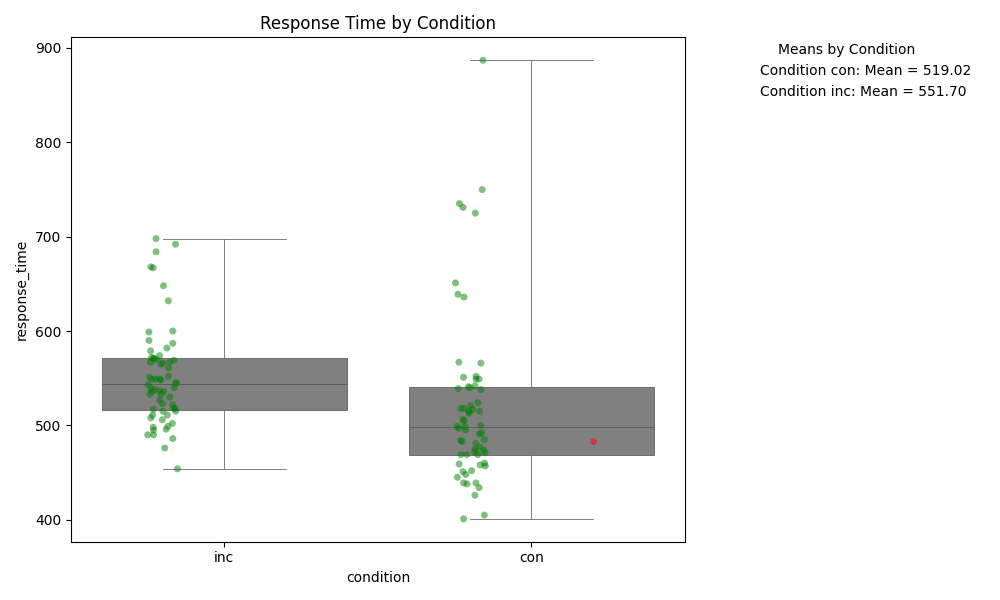 Response Time by Condition
900
800
700
600
500
400
response_time
inc
con
condition
Means by Condition
Condition con: Mean = 519.02
Condition inc: Mean = 551.70